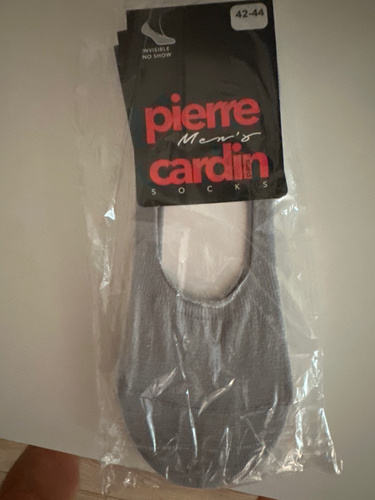 42-44
INVISIBLE
NO SHOW
pierre
Men's
cardin
SOCKS